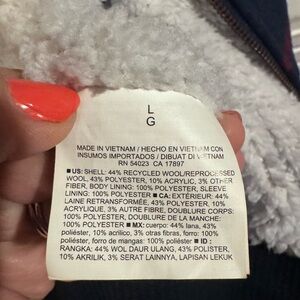 L
G
MADE IN VIETNAM / HECHO EN VIETNAM CON
INSUMOS IMPORTADOS / DIBUAT DI VIETNAM
RN 54023 CA 17897
■ US: SHELL: 44% RECYCLED WOOL/REPROCESSED
WOOL, 43% POLYESTER, 10% ACRYLIC, 3% OTHER
FIBER, BODY LINING: 100% POLYESTER, SLEEVE
LINING: 100% POLYESTER ■ CA: EXTÉRIEUR: 44%
LAINE RETRANSFORMÉE, 43% POLYESTER, 10%
ACRYLIQUE, 3% AUTRE FIBRE, DOUBLURE CORPS:
100% POLYESTER, DOUBLURE DE LA MANCHE:
100% POLYESTER ■ MX: cuerpo: 44% lana, 43%
poliéster, 10% acrílico, 3% otras fibras, forro: 100%
poliéster, forro de mangas: 100% poliéster ■ ID :
RANGKA: 44% WOL DAUR ULANG, 43% POLISTER,
10% AKRILIK, 3% SERAT LAINNYA, LAPISAN LEKUK